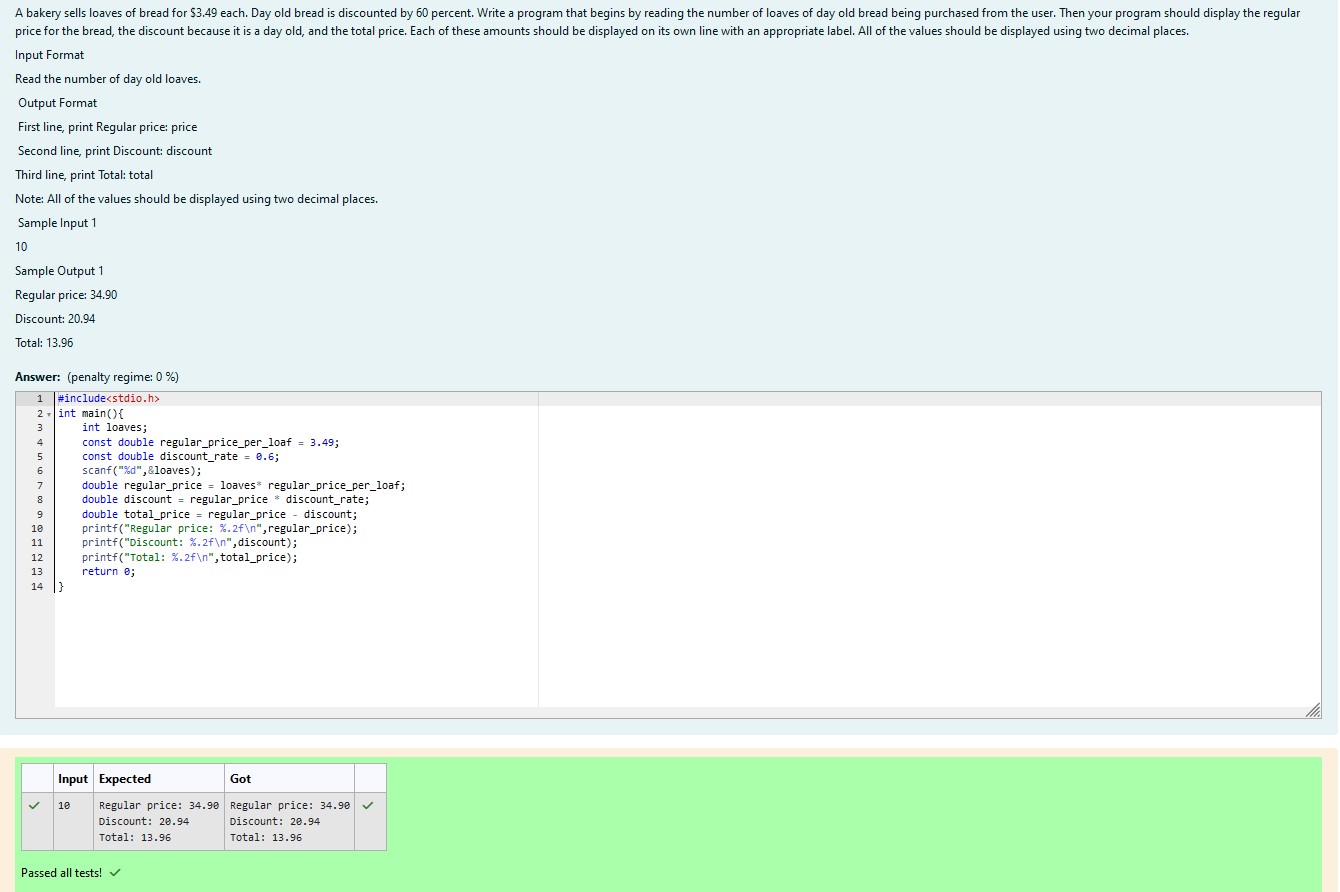 A bakery sells loaves of bread for $3.49 each. Day old bread is discounted by 60 percent. Write a program that begins by reading the number of loaves of day old bread being purchased from the user. Then your program should display the regular
price for the bread, the discount because it is a day old, and the total price. Each of these amounts should be displayed on its own line with an appropriate label. All of the values should be displayed using two decimal places.
Input Format
Read the number of day old loaves.
Output Format
First line, print Regular price: price
Second line, print Discount: discount
Third line, print Total: total
Note: All of the values should be displayed using two decimal places.
Sample Input 1
10
Sample Output 1
Regular price: 34.90
Discount: 20.94
Total: 13.96
Answer: (penalty regime: 0 %)
1 #include<stdio.h>
2 int main(){
3     int loaves;
4     const double regular_price_per_loaf = 3.49;
5     const double discount_rate = 0.6;
6     scanf("%d",&loaves);
7     double regular_price = loaves* regular_price_per_loaf;
8     double discount = regular_price * discount_rate;
9     double total_price = regular_price - discount;
10     printf("Regular price: %.2f\n",regular_price);
11     printf("Discount: %.2f\n",discount);
12     printf("Total: %.2f\n",total_price);
13     return 0;
14 }
Input Expected Got
10 Regular price: 34.90 Regular price: 34.90
Discount: 20.94 Discount: 20.94
Total: 13.96 Total: 13.96
Passed all tests!